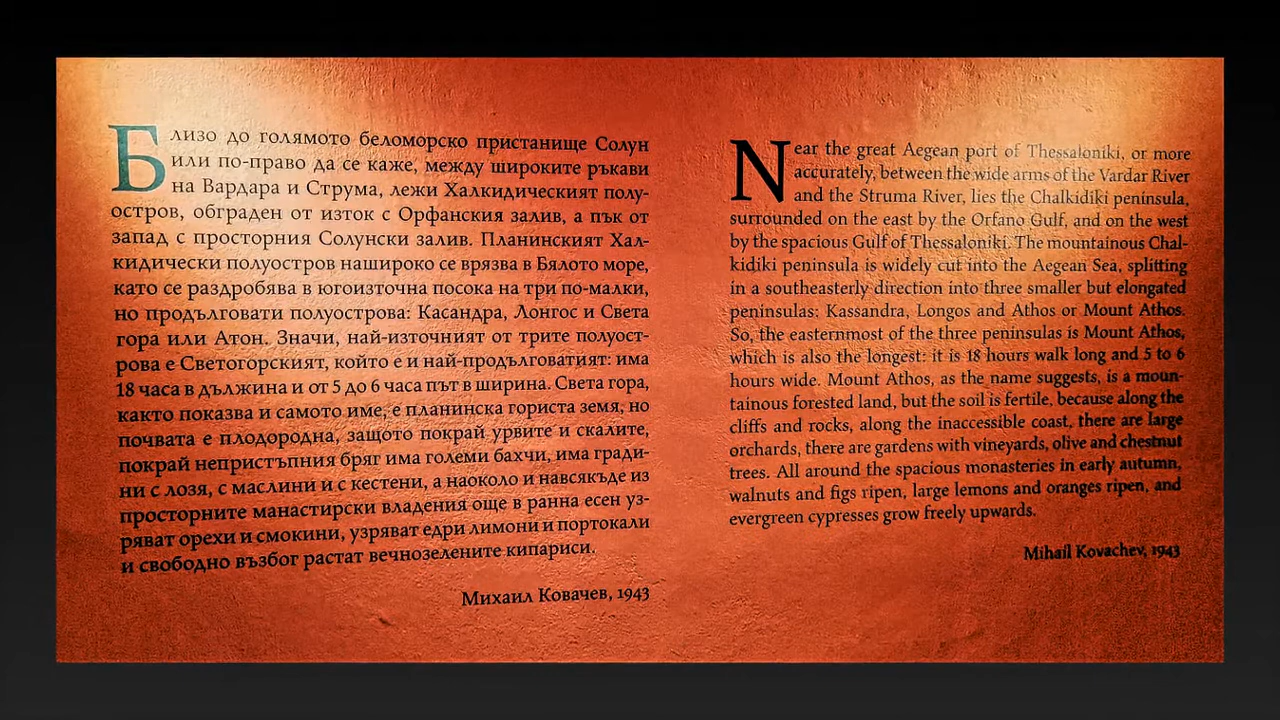 Близо до голямото беломорско пристанище Солун
или по-право да се каже, между широките ръкави
на Вардара и Струма, лежи Халкидическият полу-
остров, обграден от изток с Орфанския залив, а пък от
запад с просторния Солунски залив. Планинският Хал-
кидически полуостров нашироко се врязва в Бялото море,
като се раздробява в югоизточна посока на три по-малки,
но продълговати полуострова: Касандра, Лонгос и Света
гора или Атон. Значи, най-източният от трите полуост-
рова е Светогорският, който е и най-продълговатият: има
18 часа в дължина и от 5 до 6 часа път в ширина. Света гора,
както показва и самото име, е планинска гориста земя, но
почвата е плодородна, защото покрай урвите и скалите,
покрай непристъпния бряг има големи бахчи, има гради-
ни с лозя, с маслини и с кестени, а наоколо и навсякъде из
просторните манастирски владения още в ранна есен уз-
ряват орехи и смокини, узряват едри лимони и портокали
и свободно възбог растат вечнозелените кипариси.
Михаил Ковачев, 1943
Near the great Aegean port of Thessaloniki, or more
accurately, between the wide arms of the Vardar River
and the Struma River, lies the Chalkidiki peninsula,
surrounded on the east by the Orfano Gulf, and on the west
by the spacious Gulf of Thessaloniki. The mountainous Chal-
kidiki peninsula is widely cut into the Aegean Sea, splitting
in a southeasterly direction into three smaller but elongated
peninsulas: Kassandra, Longos and Athos or Mount Athos.
So, the easternmost of the three peninsulas is Mount Athos,
which is also the longest: it is 18 hours walk long and 5 to 6
hours wide. Mount Athos, as the name suggests, is a moun-
tainous forested land, but the soil is fertile, because along the
cliffs and rocks, along the inaccessible coast, there are large
orchards, there are gardens with vineyards, olive and chestnut
trees. All around the spacious monasteries in early autumn,
walnuts and figs ripen, large lemons and oranges ripen, and
evergreen cypresses grow freely upwards.
Mihail Kovachev, 1943